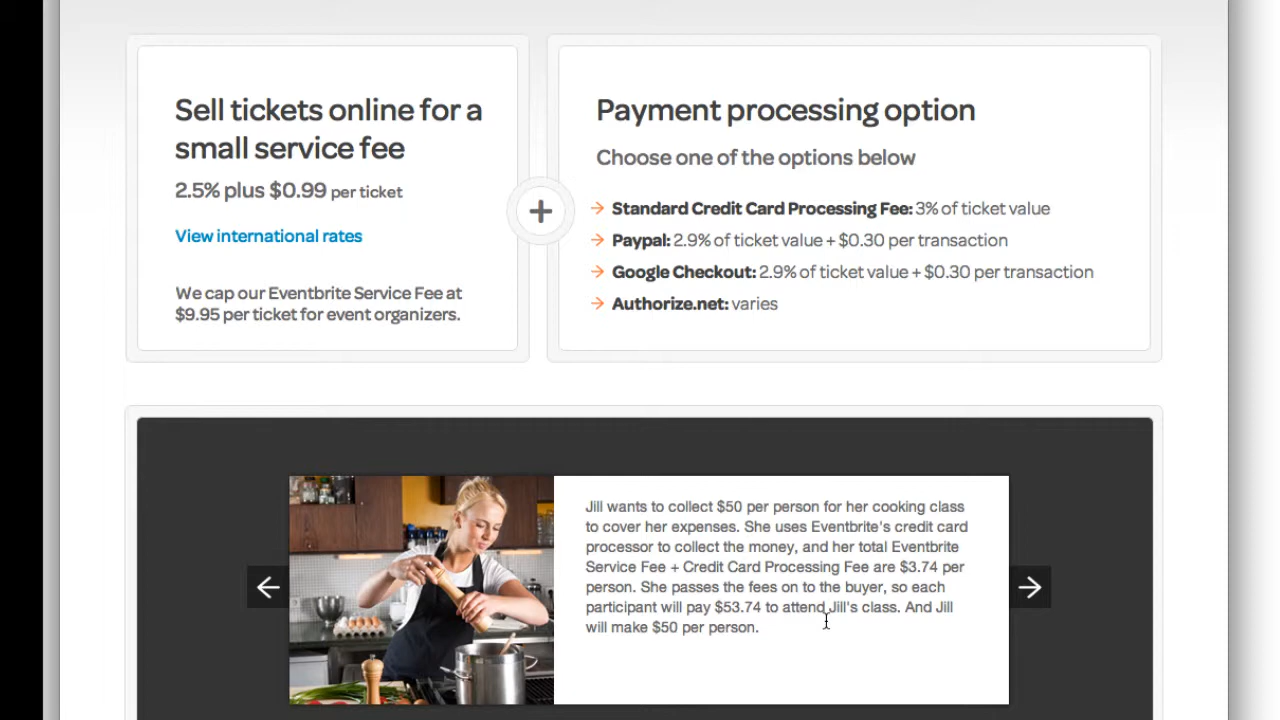 Sell tickets online for a
small service fee
2.5% plus $0.99 per ticket
View international rates
We cap our Eventbrite Service Fee at
$9.95 per ticket for event organizers.
+
Payment processing option
Choose one of the options below
→ Standard Credit Card Processing Fee: 3% of ticket value
→ Paypal: 2.9% of ticket value + $0.30 per transaction
→ Google Checkout: 2.9% of ticket value + $0.30 per transaction
→ Authorize.net: varies
Jill wants to collect $50 per person for her cooking class
to cover her expenses. She uses Eventbrite's credit card
processor to collect the money, and her total Eventbrite
Service Fee + Credit Card Processing Fee are $3.74 per
person. She passes the fees on to the buyer, so each
participant will pay $53.74 to attend Jill's class. And Jill
will make $50 per person.